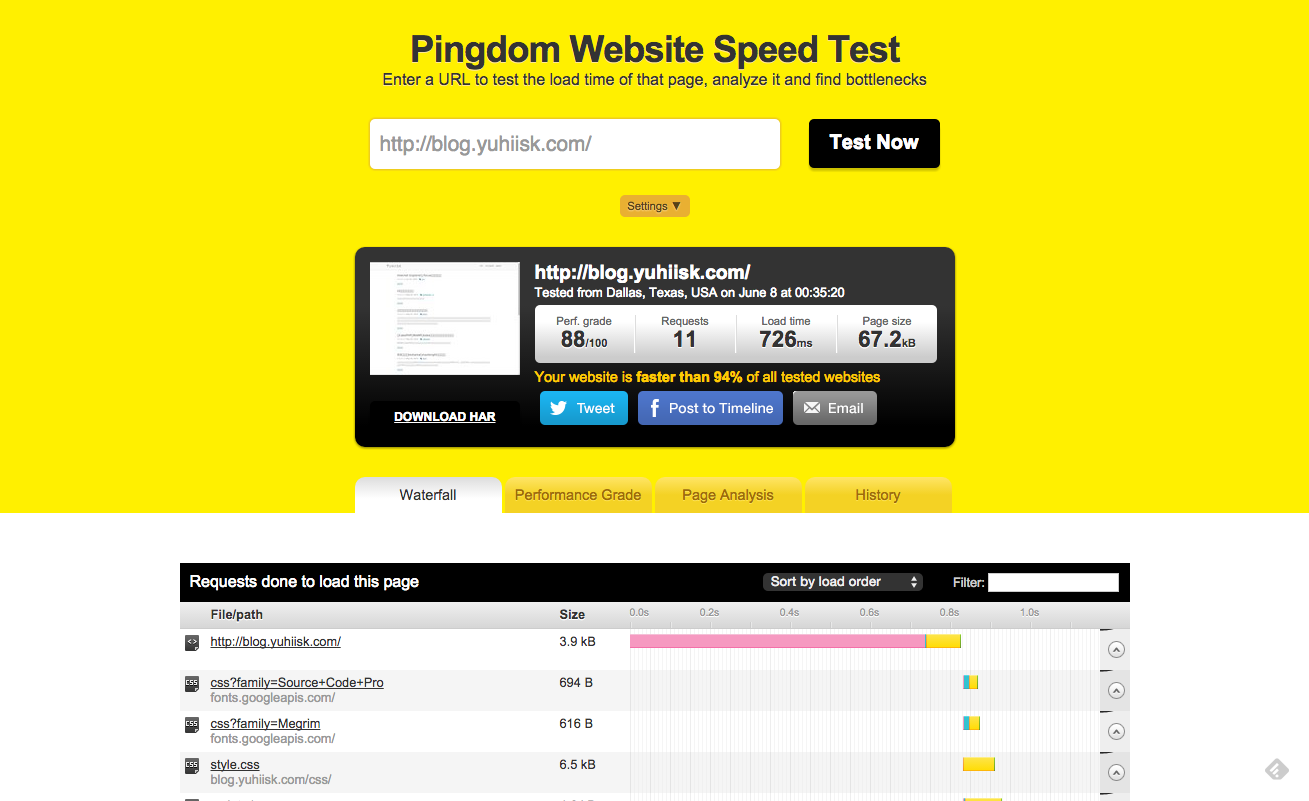 Pingdom Website Speed Test
Enter a URL to test the load time of that page, analyze it and find bottlenecks
http://blog.yuhiisk.com/
Test Now
Settings ▼
http://blog.yuhiisk.com/
Tested from Dallas, Texas, USA on June 8 at 00:35:20
Perf. grade Requests Load time Page size
88/100 11 726ms 67.2kB
Your website is faster than 94% of all tested websites
Tweet Post to Timeline Email
DOWNLOAD HAR
Waterfall Performance Grade Page Analysis History
Requests done to load this page Sort by load order Filter:
File/path Size 0.0s 0.2s 0.4s 0.6s 0.8s 1.0s
http://blog.yuhiisk.com/ 3.9 kB
css?family=Source+Code+Pro 694 B
fonts.googleapis.com/
css?family=Megrim 616 B
fonts.googleapis.com/
style.css 6.5 kB
blog.yuhiisk.com/css/